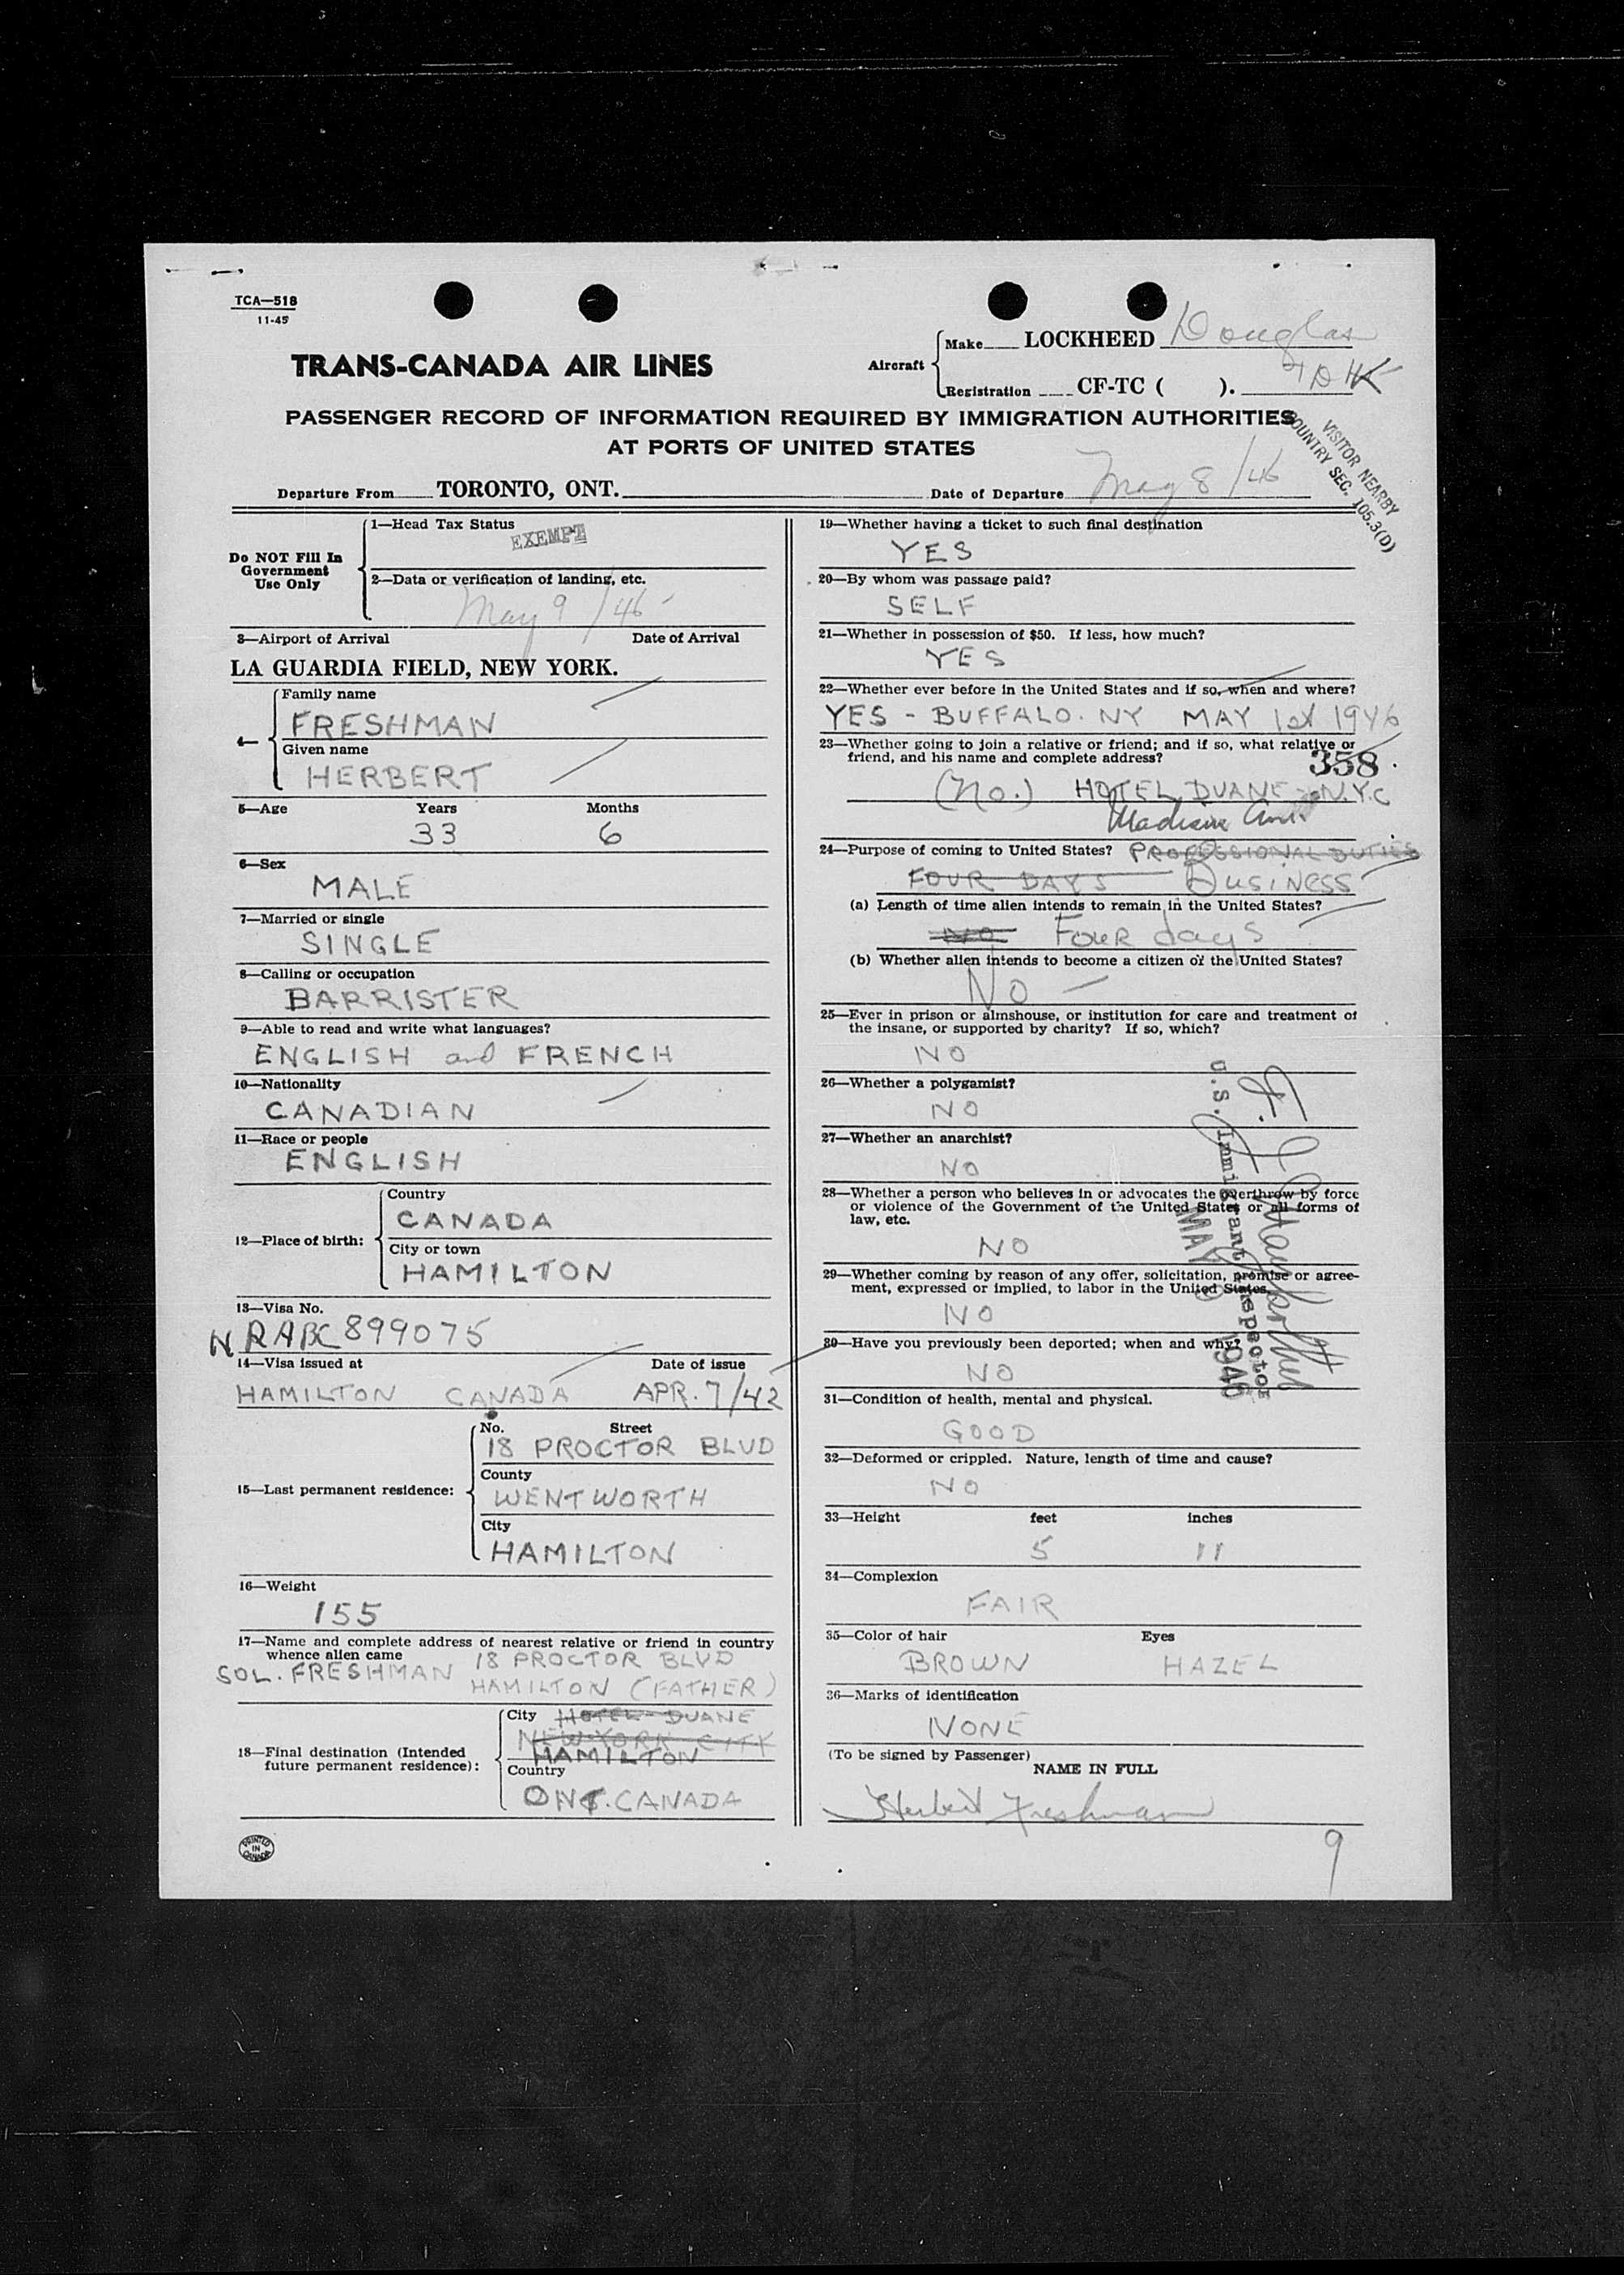 TCA—518
11-45
TRANS-CANADA AIR LINES
Aircraft
Make LOCKHEED Douglas
Registration CF-TC ( ).
PASSENGER RECORD OF INFORMATION REQUIRED BY IMMIGRATION AUTHORITIES
AT PORTS OF UNITED STATES
VISITOR NEARBY
COUNTRY SEC. 105.3(D)
Departure From TORONTO, ONT.
Date of Departure May 8/46
Do NOT Fill In
Government
Use Only
1—Head Tax Status
EXEMPT
2—Data or verification of landing, etc.
May 9/46
3—Airport of Arrival Date of Arrival
LA GUARDIA FIELD, NEW YORK.
4—
Family name
FRESHMAN
Given name
HERBERT
5—Age Years Months
33 6
6—Sex
MALE
7—Married or single
SINGLE
8—Calling or occupation
BARRISTER
9—Able to read and write what languages?
ENGLISH and FRENCH
10—Nationality
CANADIAN
11—Race or people
ENGLISH
12—Place of birth:
Country
CANADA
City or town
HAMILTON
13—Visa No.
N RABC 899075
14—Visa issued at Date of issue
HAMILTON CANADA APR. 7/42
15—Last permanent residence:
No. Street
18 PROCTOR BLVD
County
WENTWORTH
City
HAMILTON
16—Weight
155
17—Name and complete address of nearest relative or friend in country
whence alien came 18 PROCTOR BLVD
SOL. FRESHMAN HAMILTON (FATHER)
18—Final destination (Intended
future permanent residence):
City HOTEL DUANE
NEW YORK CITY
HAMILTON
Country
ONT. CANADA
PRINTED
IN
CANADA
19—Whether having a ticket to such final destination
YES
20—By whom was passage paid?
SELF
21—Whether in possession of $50. If less, how much?
YES
22—Whether ever before in the United States and if so, when and where?
YES - BUFFALO. NY MAY 1st 1946
23—Whether going to join a relative or friend; and if so, what relative or
friend, and his name and complete address?
358
(No.) HOTEL DUANE - N.Y.C
Madison Ave.
24—Purpose of coming to United States? PROFESSIONAL DUTIES
FOUR DAYS BUSINESS
(a) Length of time alien intends to remain in the United States?
NO FOUR days
(b) Whether alien intends to become a citizen of the United States?
NO
25—Ever in prison or almshouse, or institution for care and treatment of
the insane, or supported by charity? If so, which?
NO
26—Whether a polygamist?
NO
27—Whether an anarchist?
NO
28—Whether a person who believes in or advocates the overthrow by force
or violence of the Government of the United States or all forms of
law, etc.
NO
29—Whether coming by reason of any offer, solicitation, promise or agree-
ment, expressed or implied, to labor in the United States.
NO
30—Have you previously been deported; when and why?
NO
U.S. Immigrant Inspector
MAY 9 1946
31—Condition of health, mental and physical.
GOOD
32—Deformed or crippled. Nature, length of time and cause?
NO
33—Height feet inches
5 11
34—Complexion
FAIR
35—Color of hair Eyes
BROWN HAZEL
36—Marks of identification
NONE
(To be signed by Passenger)
NAME IN FULL
Herbert Freshman
9